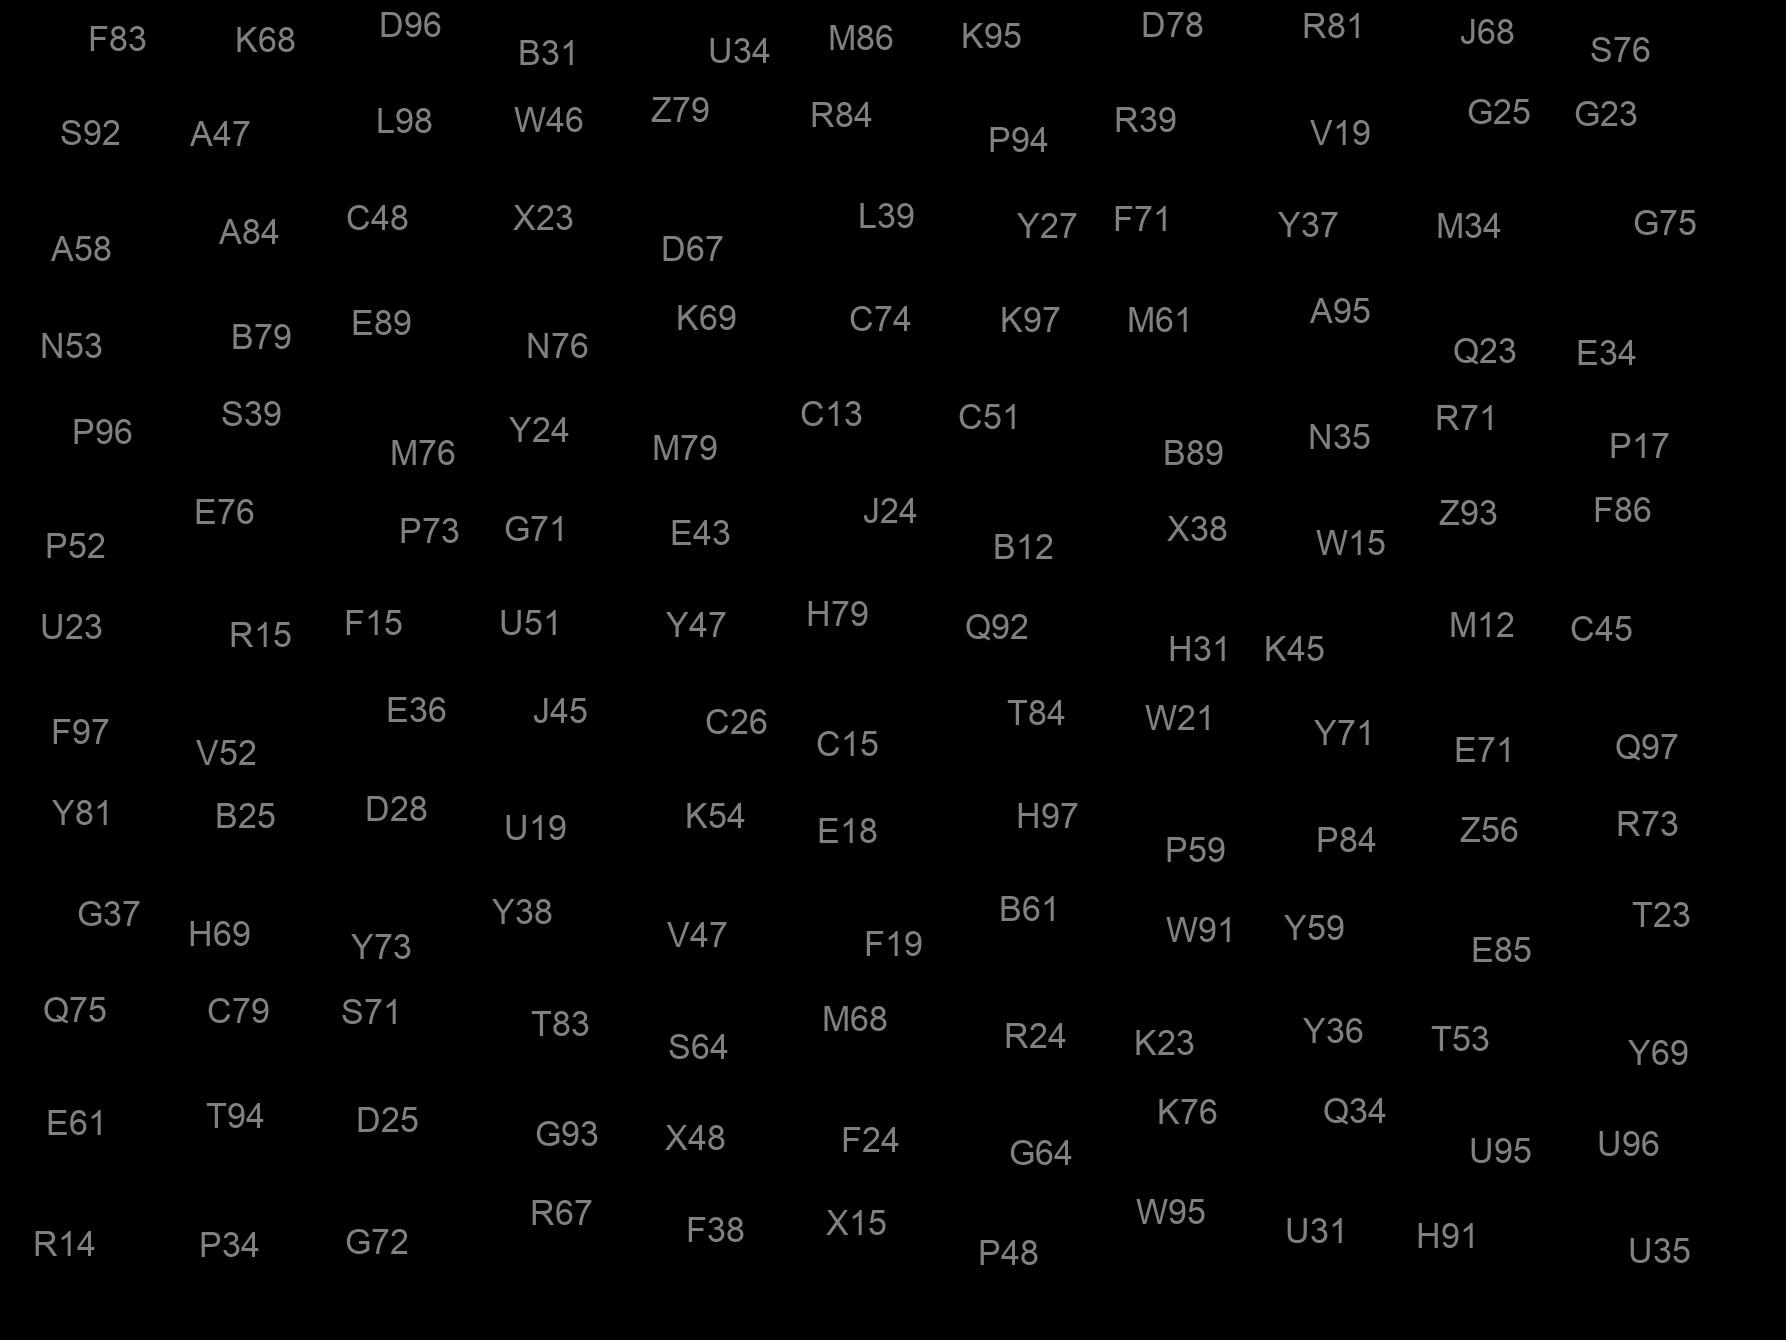 F83 K68 D96 B31 U34 M86 K95 D78 R81 J68 S76
S92 A47 L98 W46 Z79 R84 P94 R39 V19 G25 G23
A58 A84 C48 X23 D67 L39 Y27 F71 Y37 M34 G75
N53 B79 E89 N76 K69 C74 K97 M61 A95 Q23 E34
P96 S39 M76 Y24 M79 C13 C51 B89 N35 R71 P17
P52 E76 P73 G71 E43 J24 B12 X38 W15 Z93 F86
U23 R15 F15 U51 Y47 H79 Q92 H31 K45 M12 C45
F97 V52 E36 J45 C26 C15 T84 W21 Y71 E71 Q97
Y81 B25 D28 U19 K54 E18 H97 P59 P84 Z56 R73
G37 H69 Y73 Y38 V47 F19 B61 W91 Y59 E85 T23
Q75 C79 S71 T83 S64 M68 R24 K23 Y36 T53 Y69
E61 T94 D25 G93 X48 F24 G64 K76 Q34 U95 U96
R14 P34 G72 R67 F38 X15 P48 W95 U31 H91 U35